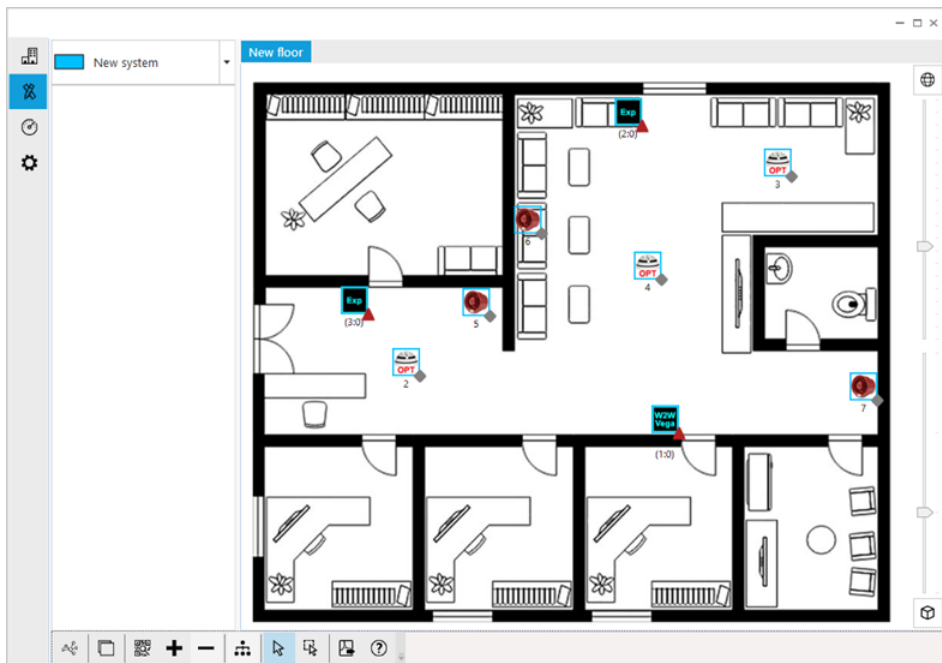 New system
New floor
Exp
(2:0)
OPT
3
6
OPT
4
Exp
(3:0)
5
OPT
2
7
W2W
Vega
(1:0)